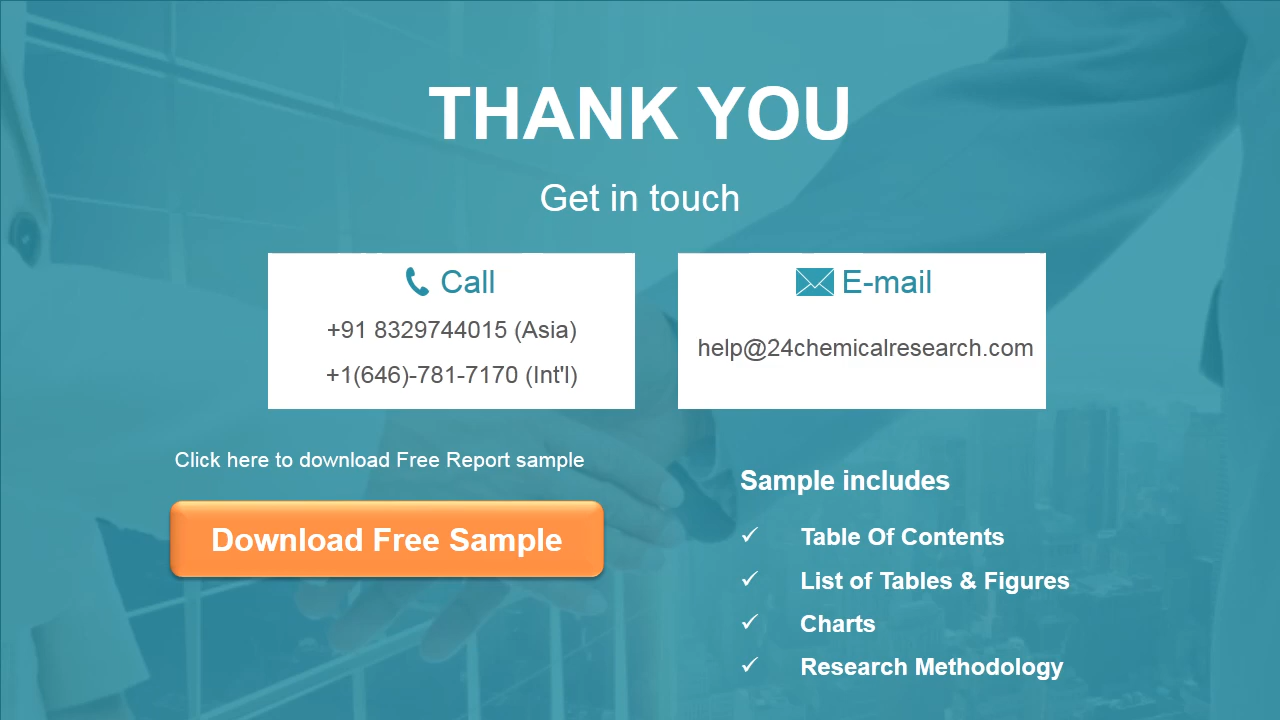 THANK YOU
Get in touch
Call
+91 8329744015 (Asia)
+1(646)-781-7170 (Int'l)
E-mail
help@24chemicalresearch.com
Click here to download Free Report sample
Download Free Sample
Sample includes
✓ Table Of Contents
✓ List of Tables & Figures
✓ Charts
✓ Research Methodology